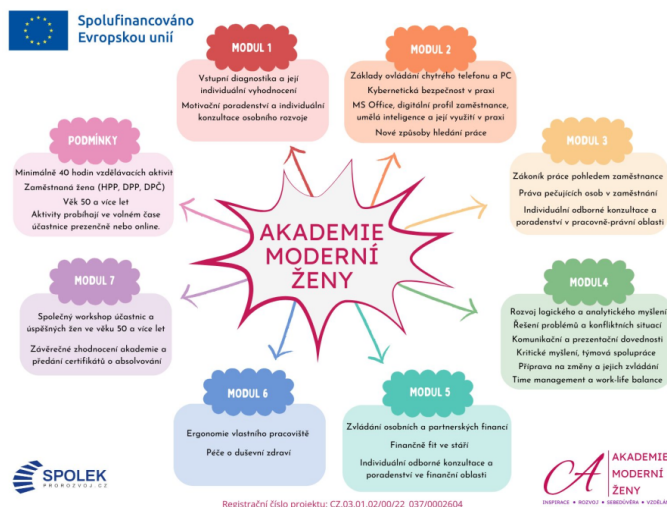 Spolufinancováno
Evropskou unií
MODUL 1
Vstupní diagnostika a její
individuální vyhodnocení
Motivační poradenství a individuální
konzultace osobního rozvoje
MODUL 2
Základy ovládání chytrého telefonu a PC
Kybernetická bezpečnost v praxi
MS Office, digitální profil zaměstnance,
umělá inteligence a její využití v praxi
Nové způsoby hledání práce
PODMÍNKY
Minimálně 40 hodin vzdělávacích aktivit
Zaměstnaná žena (HPP, DPP, DPČ)
Věk 50 a více let
Aktivity probíhají ve volném čase
účastnice prezenčně nebo online.
MODUL 3
Zákoník práce pohledem zaměstnance
Práva pečujících osob v zaměstnání
Individuální odborné konzultace a
poradenství v pracovně-právní oblasti
AKADEMIE
MODERNÍ
ŽENY
MODUL 7
Společný workshop účastnic a
úspěšných žen ve věku 50 a více let
Závěrečné zhodnocení akademie a
předání certifikátů a absolvování
MODUL4
Rozvoj logického a analytického myšlení
Řešení problémů a konfliktních situací
Komunikační a prezentační dovednosti
Kritické myšlení, týmová spolupráce
Příprava na změny a jejich zvládání
Time management a work-life balance
MODUL 6
Ergonomie vlastního pracoviště
Péče o duševní zdraví
MODUL 5
Zvládání osobních a partnerských financí
Finančně fit ve stáří
Individuální odborné konzultace a
poradenství ve finanční oblasti
SPOLEK
PROROZVOJ.CZ
CA
AKADEMIE
MODERNÍ
ŽENY
INSPIRACE • ROZVOJ • SEBEDŮVĚRA • VZDĚLÁ
Registrační číslo projektu: CZ.03.01.02/00/22_037/0002604